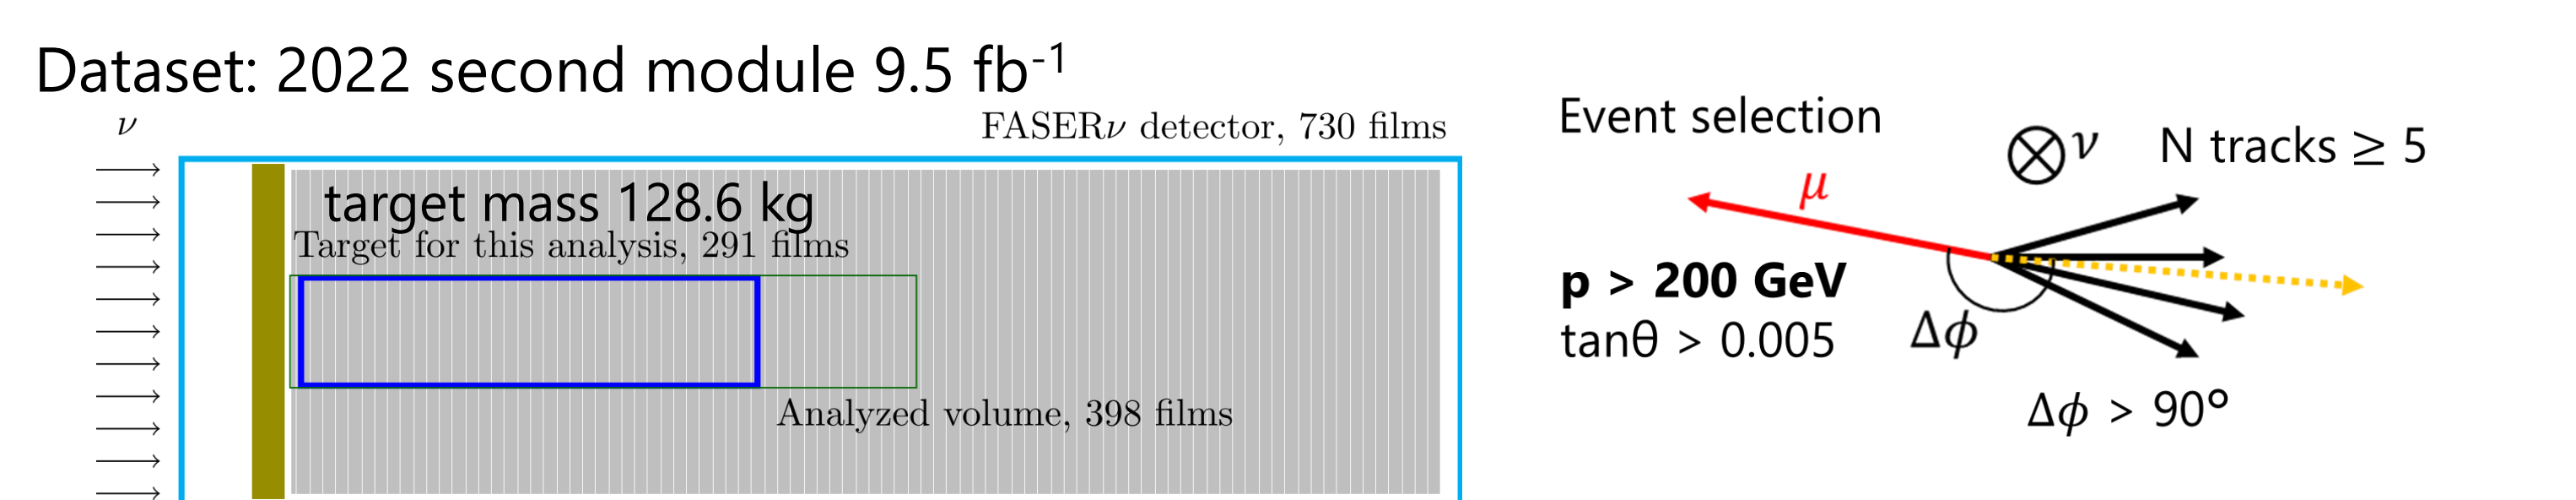 Dataset: 2022 second module 9.5 fb⁻¹
ν
FASERν detector, 730 films
target mass 128.6 kg
Target for this analysis, 291 films
Analyzed volume, 398 films
Event selection
ν
N tracks ≥ 5
μ
p > 200 GeV
tanθ > 0.005
Δϕ
Δϕ > 90°